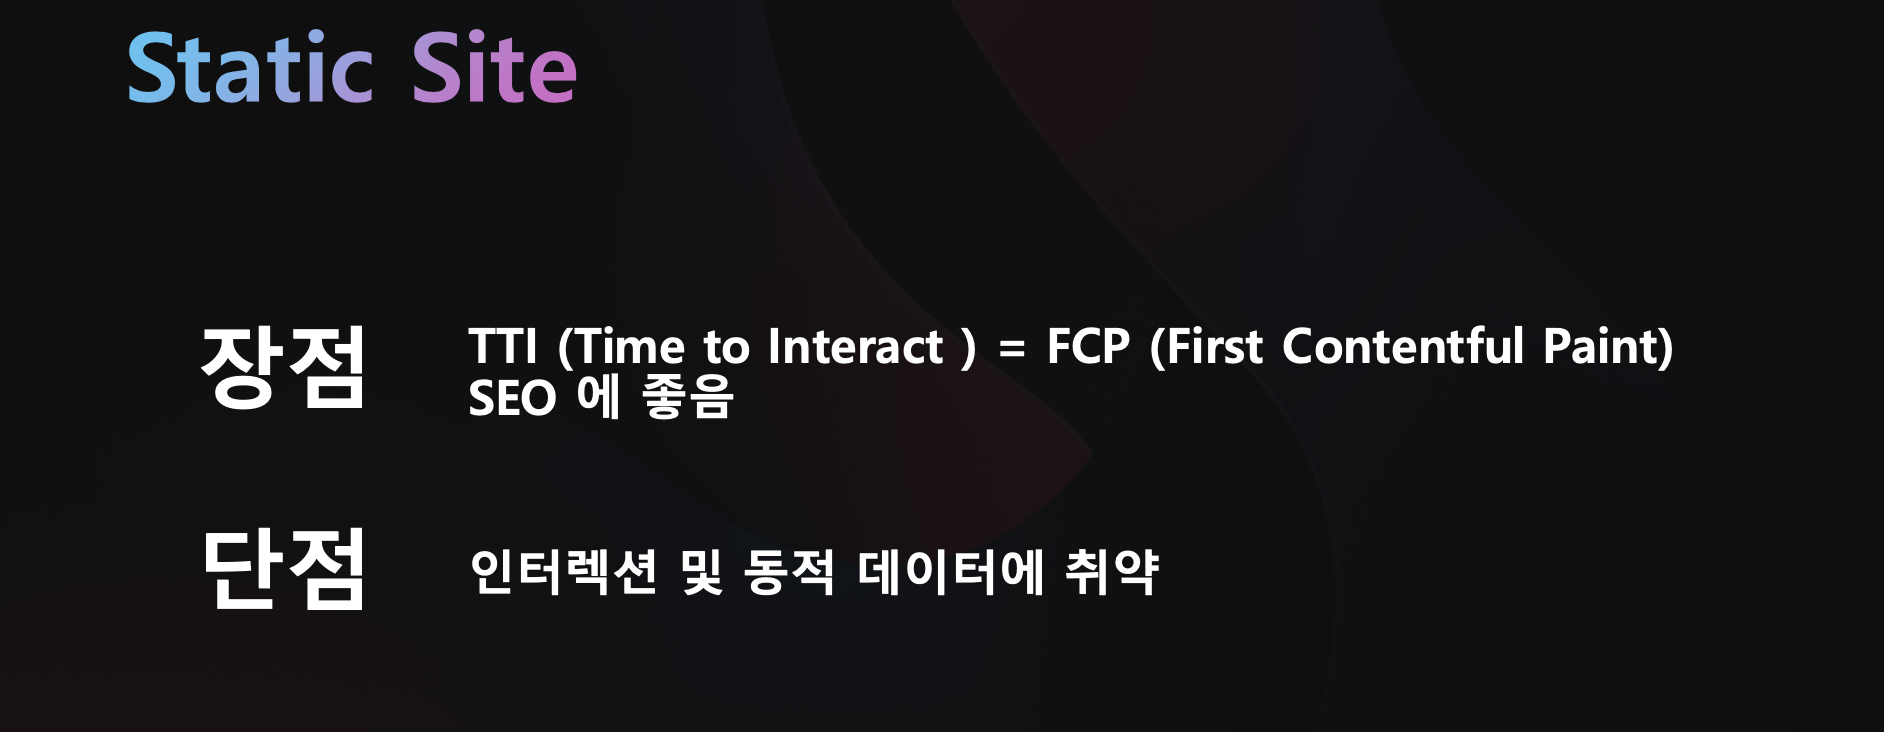 Static Site
장점
TTI (Time to Interact ) = FCP (First Contentful Paint)
SEO 에 좋음
단점
인터렉션 및 동적 데이터에 취약